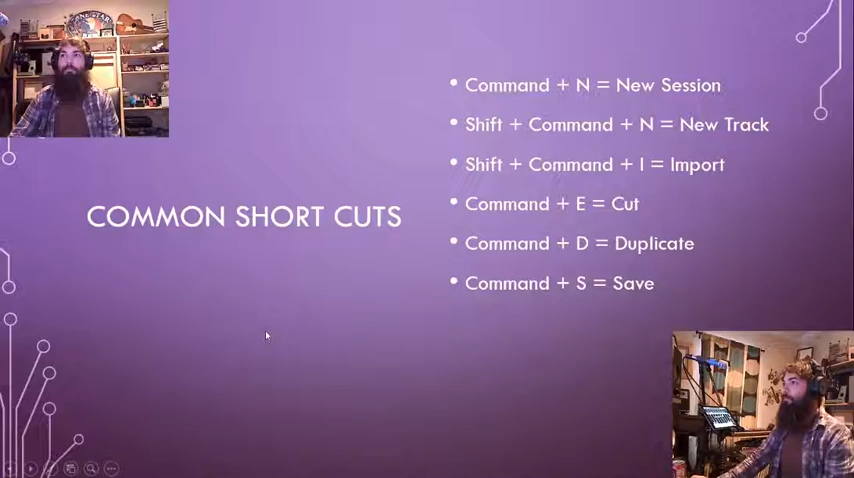 COMMON SHORT CUTS
• Command + N = New Session
• Shift + Command + N = New Track
• Shift + Command + I = Import
• Command + E = Cut
• Command + D = Duplicate
• Command + S = Save